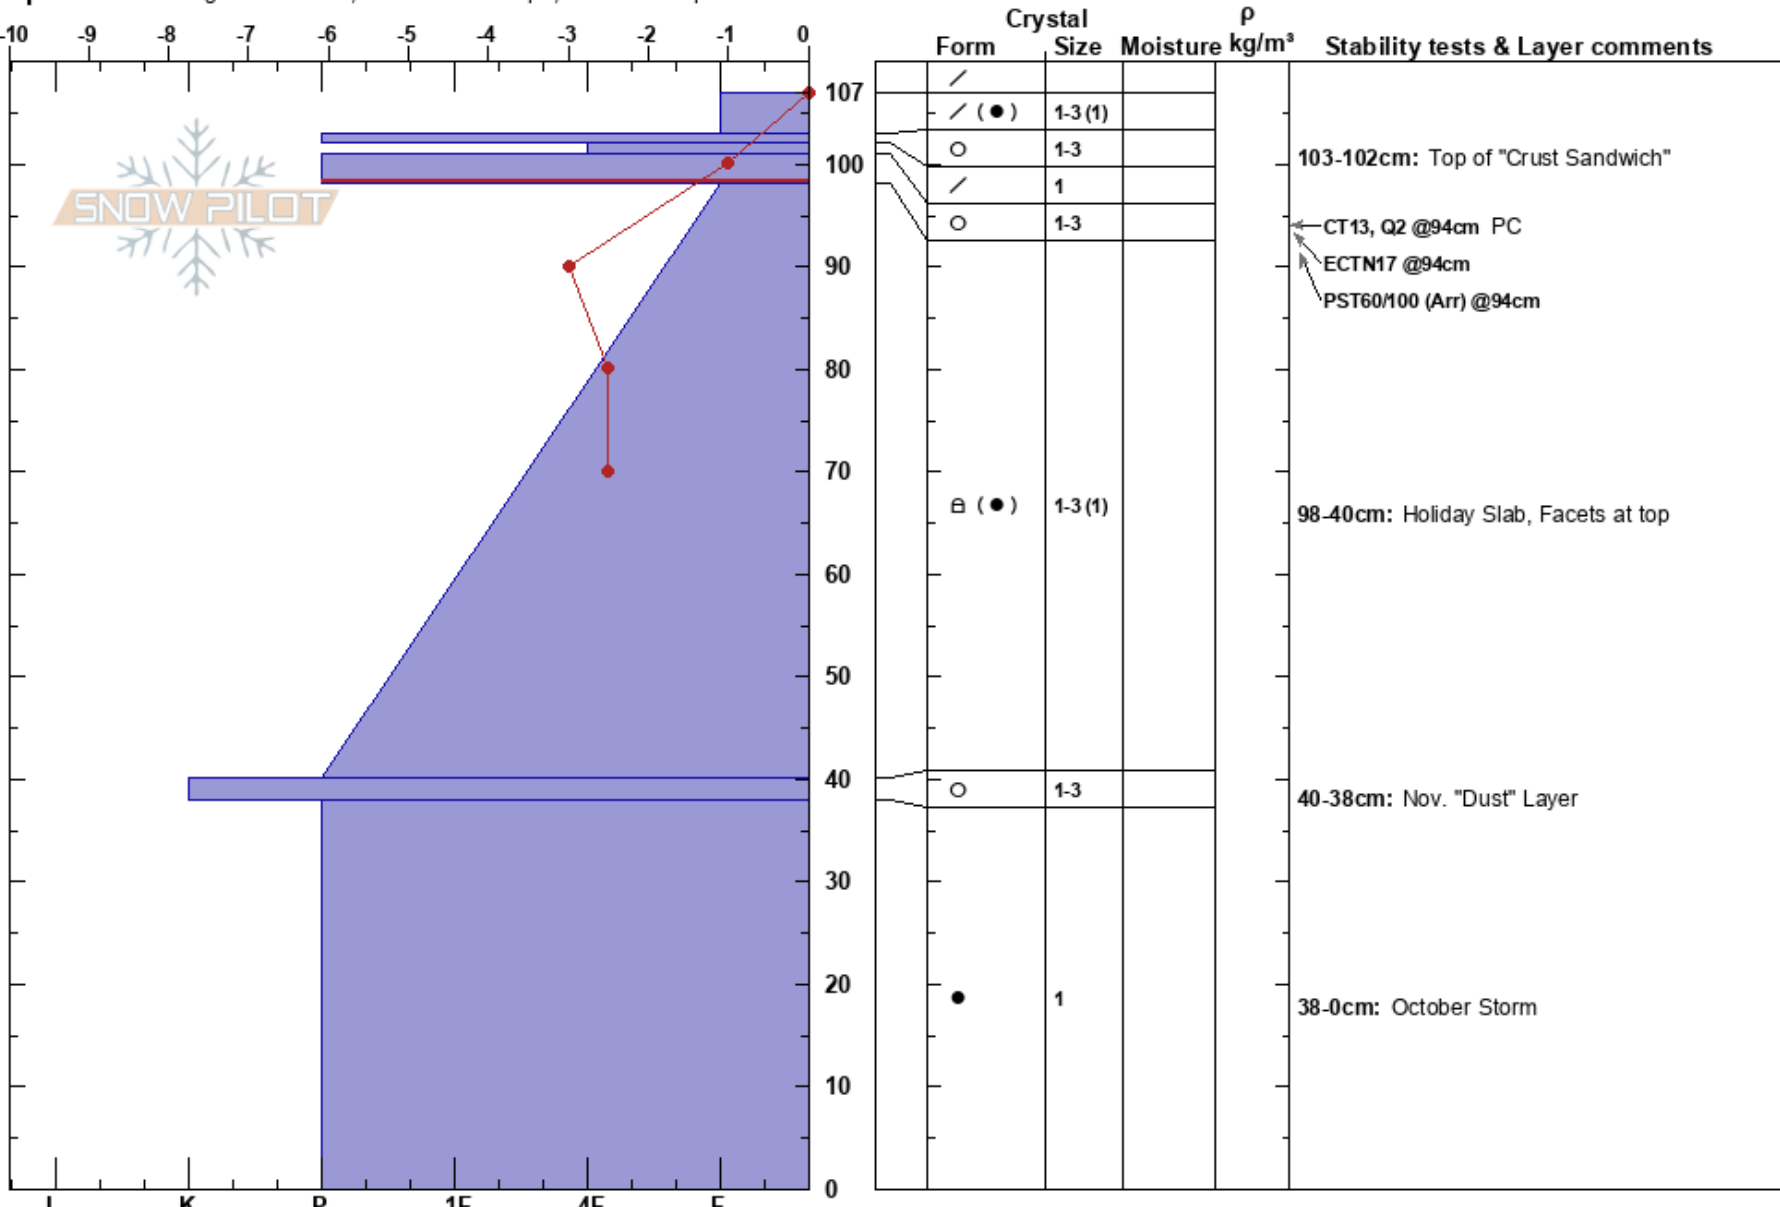 Crystal ρ
-10 -9 -8 -7 -6 -5 -4 -3 -2 -1 0
Form Size Moisture kg/m³ Stability tests & Layer comments
107
/
/ (●) 1-3 (1)
○ 1-3
100
103-102cm: Top of "Crust Sandwich"
/ 1
SNOW PILOT
○ 1-3
CT13, Q2 @94cm PC
90
ECTN17 @94cm
PST60/100 (Arr) @94cm
80
70
(●) 1-3 (1)
98-40cm: Holiday Slab, Facets at top
60
50
40
○ 1-3
40-38cm: Nov. "Dust" Layer
30
20
● 1
38-0cm: October Storm
10
0
I K P 1F 4F F